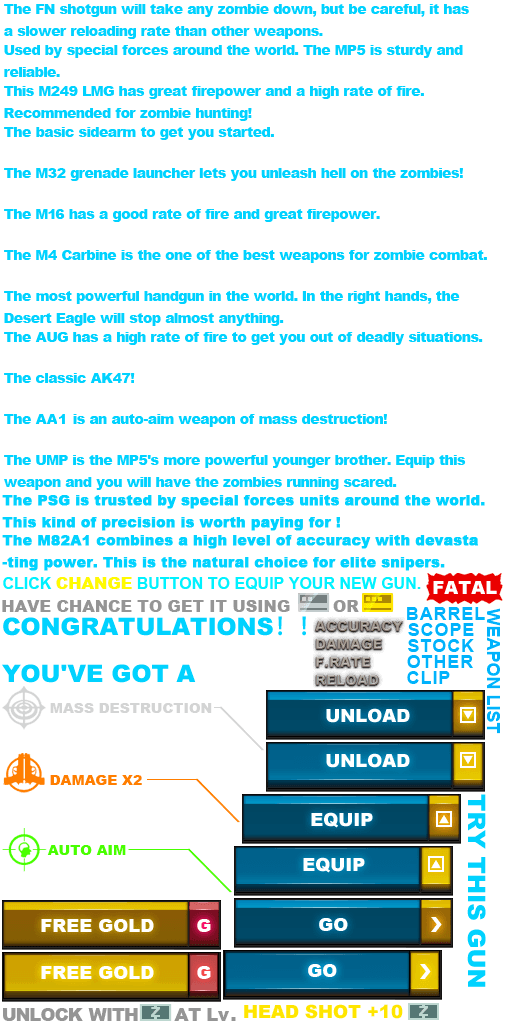 The FN shotgun will take any zombie down, but be careful, it has
a slower reloading rate than other weapons.
Used by special forces around the world. The MP5 is sturdy and
reliable.
This M249 LMG has great firepower and a high rate of fire.
Recommended for zombie hunting!
The basic sidearm to get you started.
The M32 grenade launcher lets you unleash hell on the zombies!
The M16 has a good rate of fire and great firepower.
The M4 Carbine is the one of the best weapons for zombie combat.
The most powerful handgun in the world. In the right hands, the
Desert Eagle will stop almost anything.
The AUG has a high rate of fire to get you out of deadly situations.
The classic AK47!
The AA1 is an auto-aim weapon of mass destruction!
The UMP is the MP5's more powerful younger brother. Equip this
weapon and you will have the zombies running scared.
The PSG is trusted by special forces units around the world.
This kind of precision is worth paying for !
The M82A1 combines a high level of accuracy with devasta
-ting power. This is the natural choice for elite snipers.
CLICK CHANGE BUTTON TO EQUIP YOUR NEW GUN.
FATAL
HAVE CHANCE TO GET IT USING OR
CONGRATULATIONS! !
YOU'VE GOT A
ACCURACY
DAMAGE
F.RATE
RELOAD
BARREL
SCOPE
STOCK
OTHER
CLIP
WEAPON LIST
MASS DESTRUCTION
UNLOAD
UNLOAD
DAMAGE X2
EQUIP
AUTO AIM
EQUIP
TRY THIS GUN
FREE GOLD G
GO
FREE GOLD G
GO
UNLOCK WITH Z AT Lv.
HEAD SHOT +10 Z